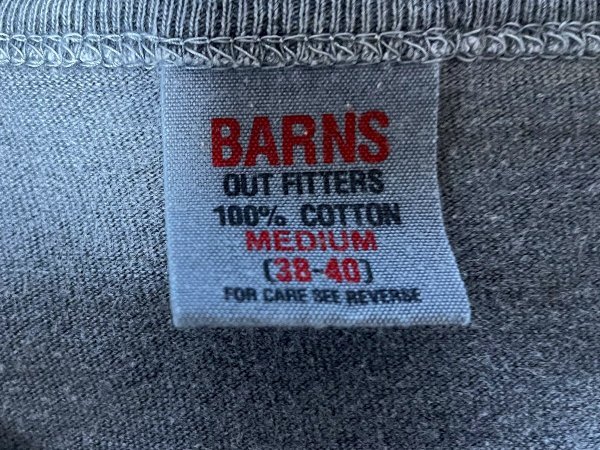 BARNS
OUT FITTERS
100% COTTON
MEDIUM
(38-40)
FOR CARE SEE REVERSE